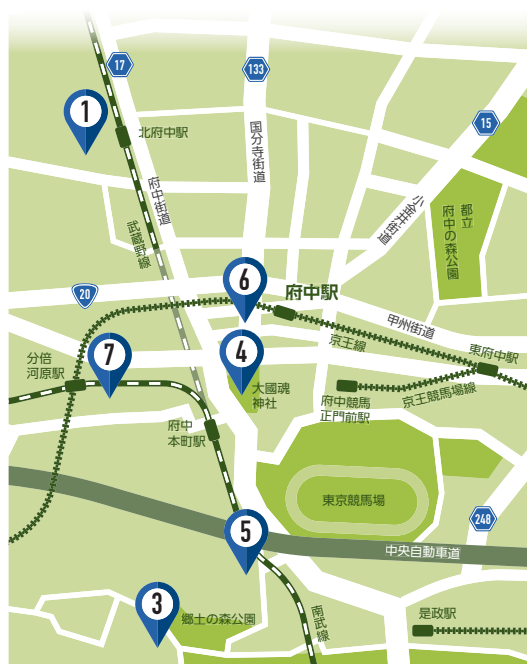 17
133
15
1
北府中駅
国分寺街道
府中街道
小金井街道
都立
府中の森公園
武蔵野線
20
6
府中駅
甲州街道
京王線
東府中駅
分倍
河原駅
7
4
大國魂
神社
府中競馬
正門前駅
京王競馬場線
府中
本町駅
東京競馬場
248
5
中央自動車道
3
郷土の森公園
南武線
是政駅